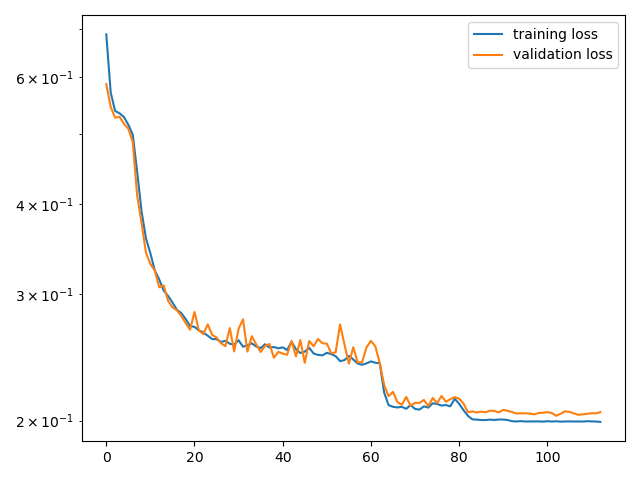 training loss
validation loss
6 × 10⁻¹
4 × 10⁻¹
3 × 10⁻¹
2 × 10⁻¹
0 20 40 60 80 100